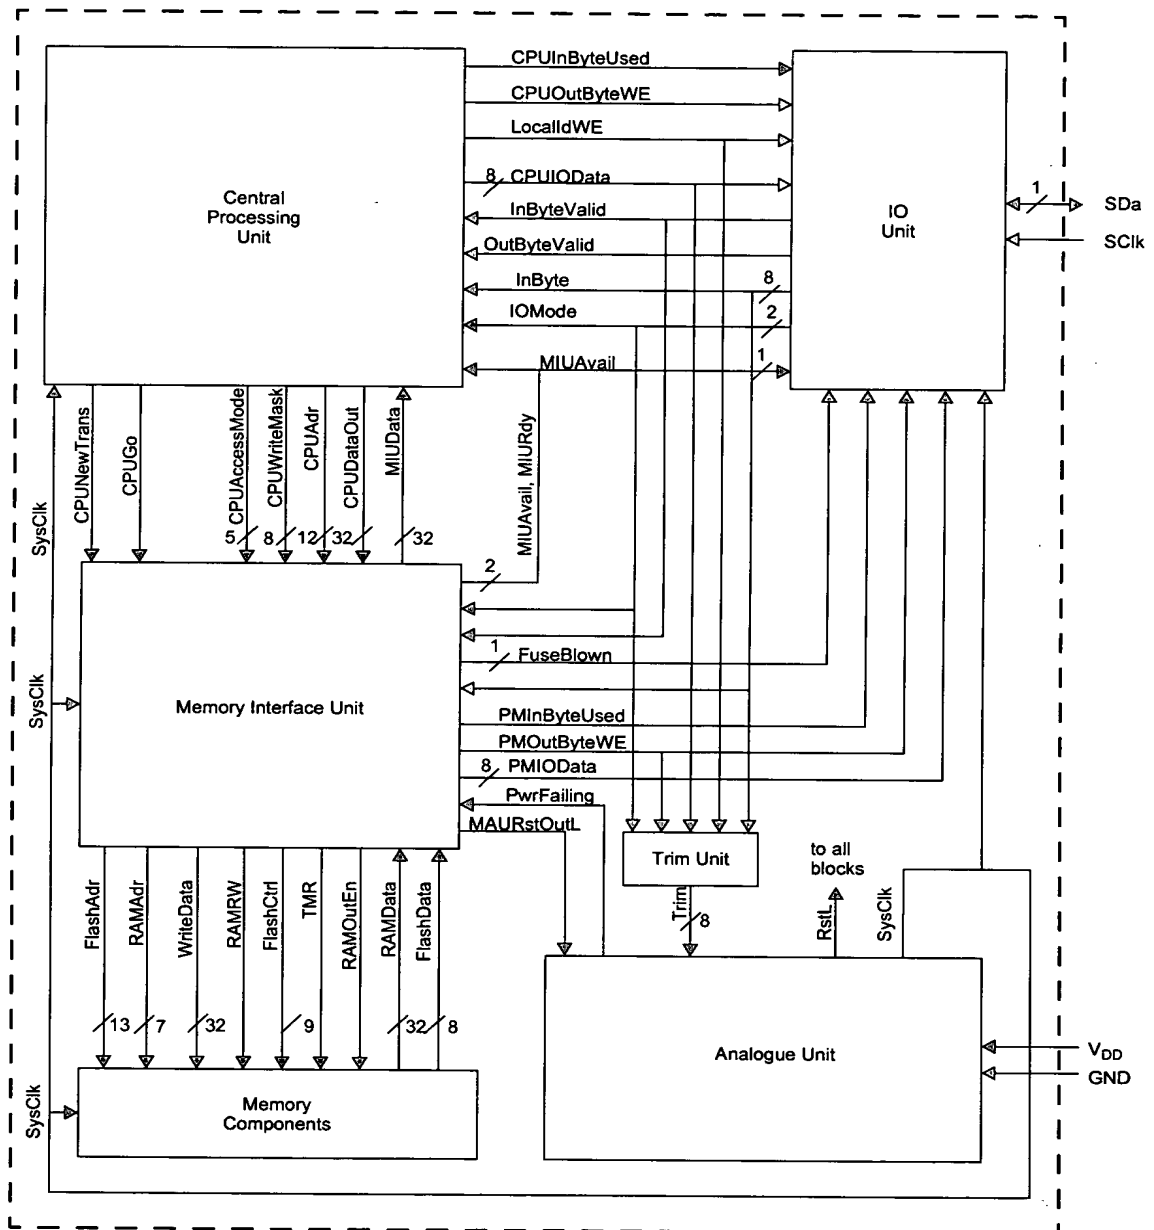 CPUInByteUsed
CPUOutByteWE
LocalIdWE
8 CPUIOData
InByteValid
OutByteValid
InByte
8
IOMode
2
MIUAvail
1
Central
Processing
Unit
IO
Unit
1
SDa
SClk
SysClk
CPUNewTrans
CPUGo
CPUAccessMode
5
CPUWriteMask
8
CPUAdr
12
CPUDataOut
32
MIUData
32
MIUAvail, MIURdy
2
1
FuseBlown
SysClk
Memory Interface Unit
PMInByteUsed
PMOutByteWE
8 PMIOData
PwrFailing
MAURstOutL
Trim Unit
Trim
8
to all
blocks
RstL
SysClk
FlashAdr
13
RAMAdr
7
WriteData
32
RAMRW
FlashCtrl
9
TMR
RAMOutEn
RAMData
32
FlashData
8
Analogue Unit
VDD
GND
SysClk
Memory
Components